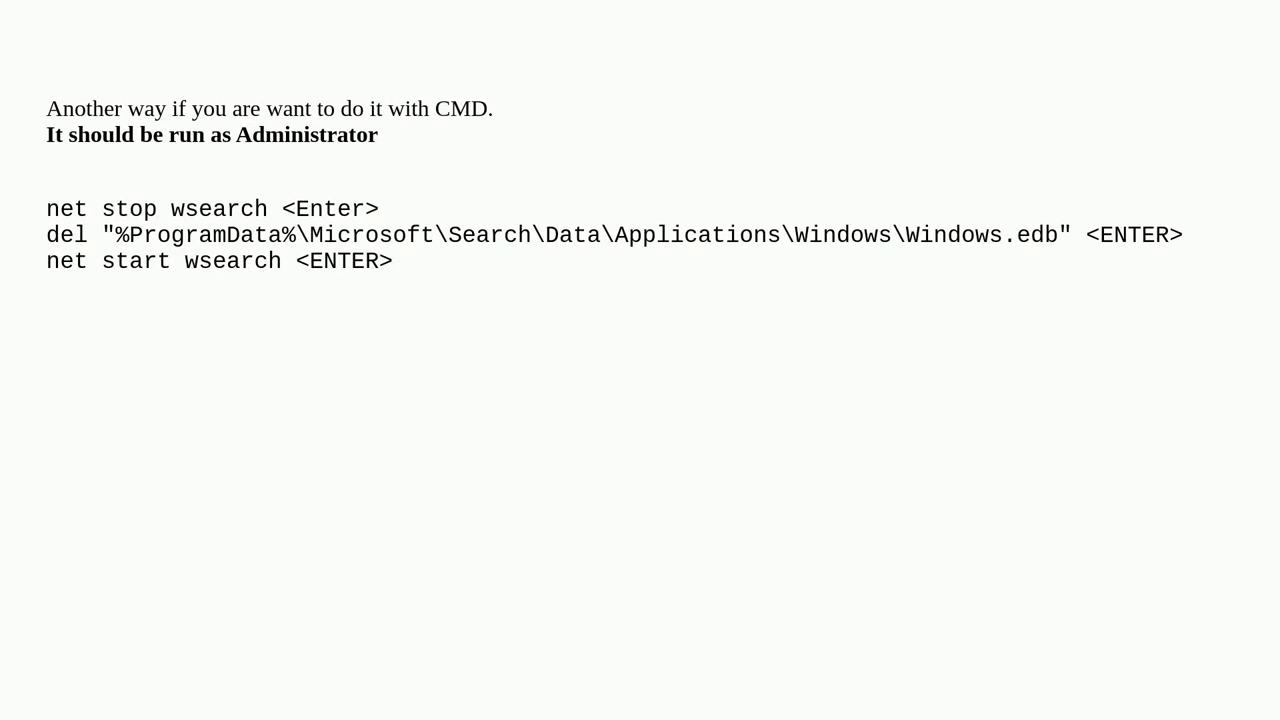 Another way if you are want to do it with CMD.
It should be run as Administrator
net stop wsearch <Enter>
del "%ProgramData%\Microsoft\Search\Data\Applications\Windows\Windows.edb" <ENTER>
net start wsearch <ENTER>